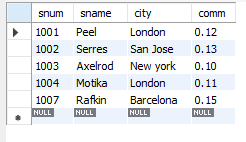 snum sname city comm
1001 Peel London 0.12
1002 Serres San Jose 0.13
1003 Axelrod New york 0.10
1004 Motika London 0.11
1007 Rafkin Barcelona 0.15
NULL NULL NULL NULL